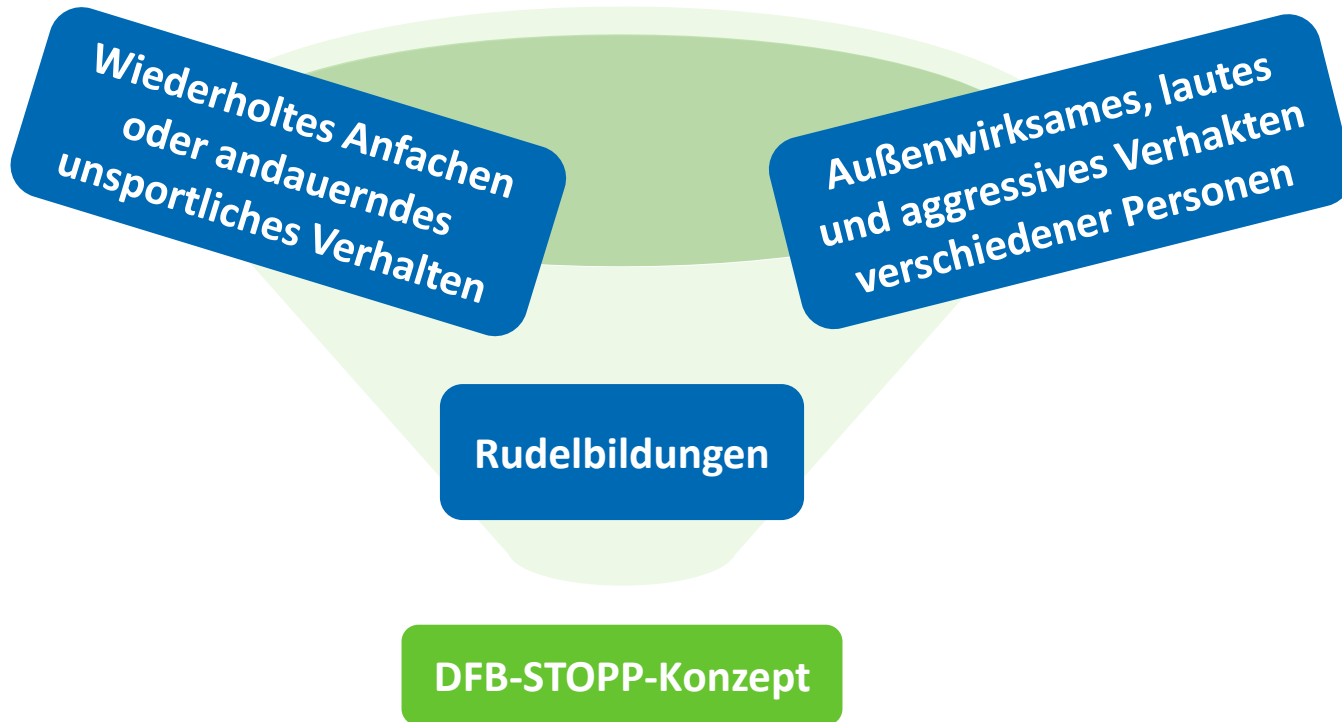 Wiederholtes Anfachen
oder andauerndes
unsportliches Verhalten
Außenwirksames, lautes
und aggressives Verhakten
verschiedener Personen
Rudelbildungen
DFB-STOPP-Konzept